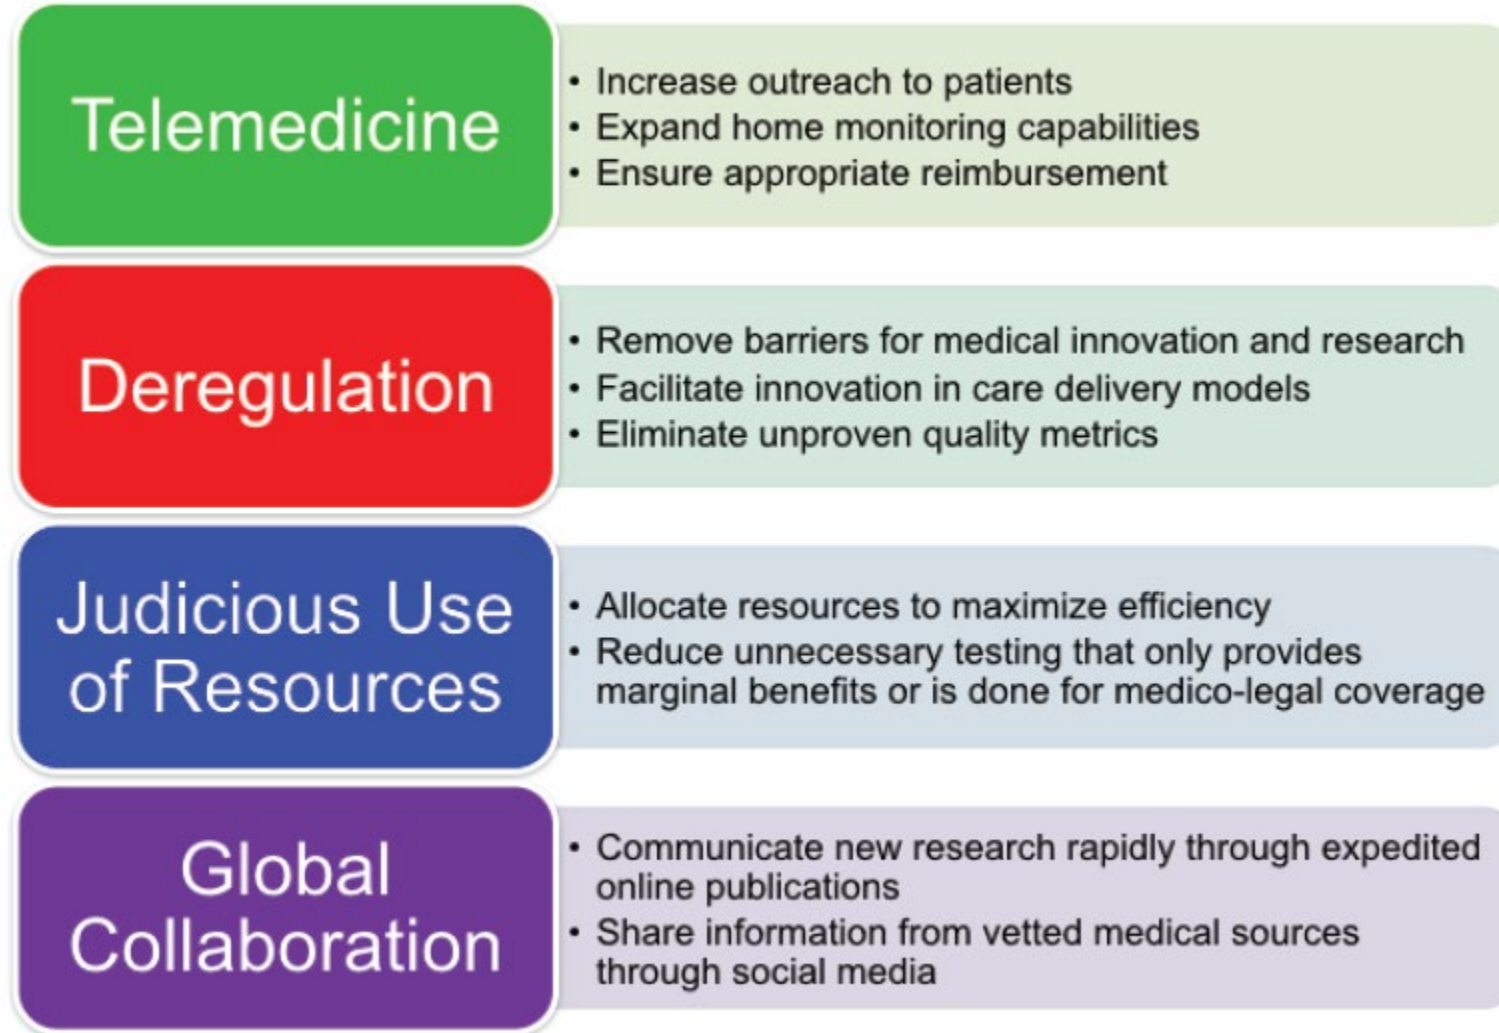 Telemedicine
• Increase outreach to patients
• Expand home monitoring capabilities
• Ensure appropriate reimbursement
Deregulation
• Remove barriers for medical innovation and research
• Facilitate innovation in care delivery models
• Eliminate unproven quality metrics
Judicious Use
of Resources
• Allocate resources to maximize efficiency
• Reduce unnecessary testing that only provides
marginal benefits or is done for medico-legal coverage
Global
Collaboration
• Communicate new research rapidly through expedited
online publications
• Share information from vetted medical sources
through social media